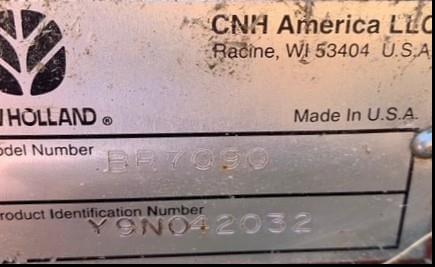 CNH America LLC
Racine, WI 53404 U.S.A
HOLLAND ®
Made In U.S.A.
odel Number
BR7090
roduct Identification Number
Y9N042032